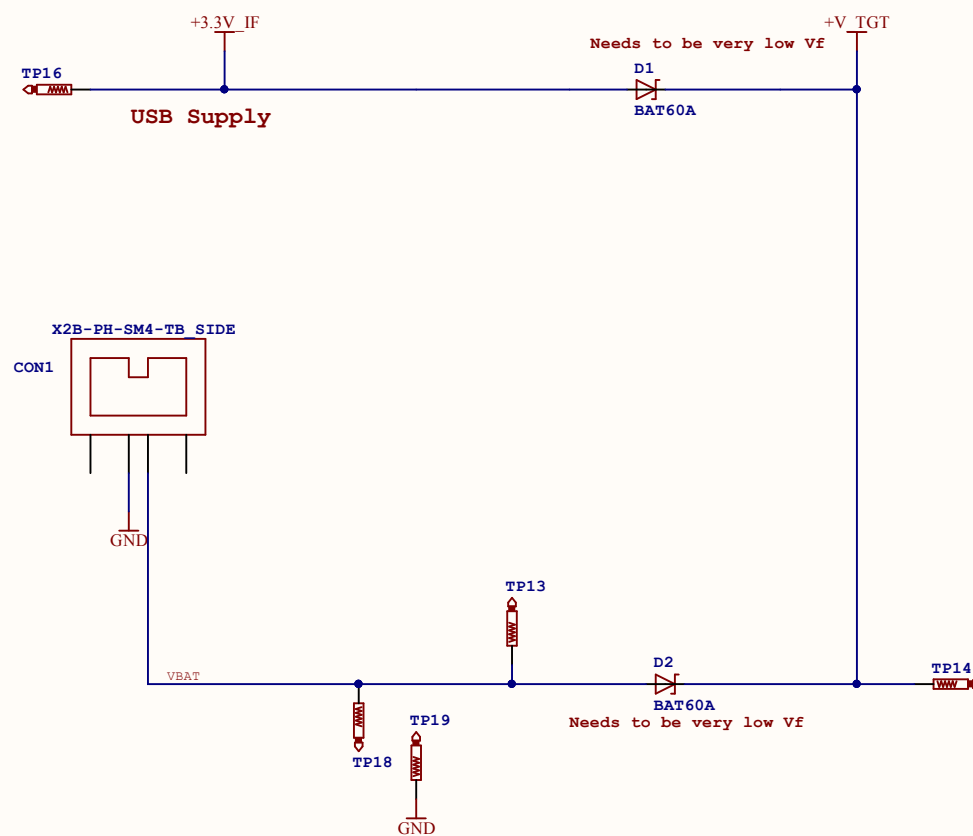 +3.3V_IF
+V_TGT
Needs to be very low Vf
TP16
D1
USB Supply
BAT60A
X2B-PH-SM4-TB_SIDE
CON1
GND
TP13
VBAT
D2
TP14
BAT60A
TP19
Needs to be very low Vf
TP18
GND